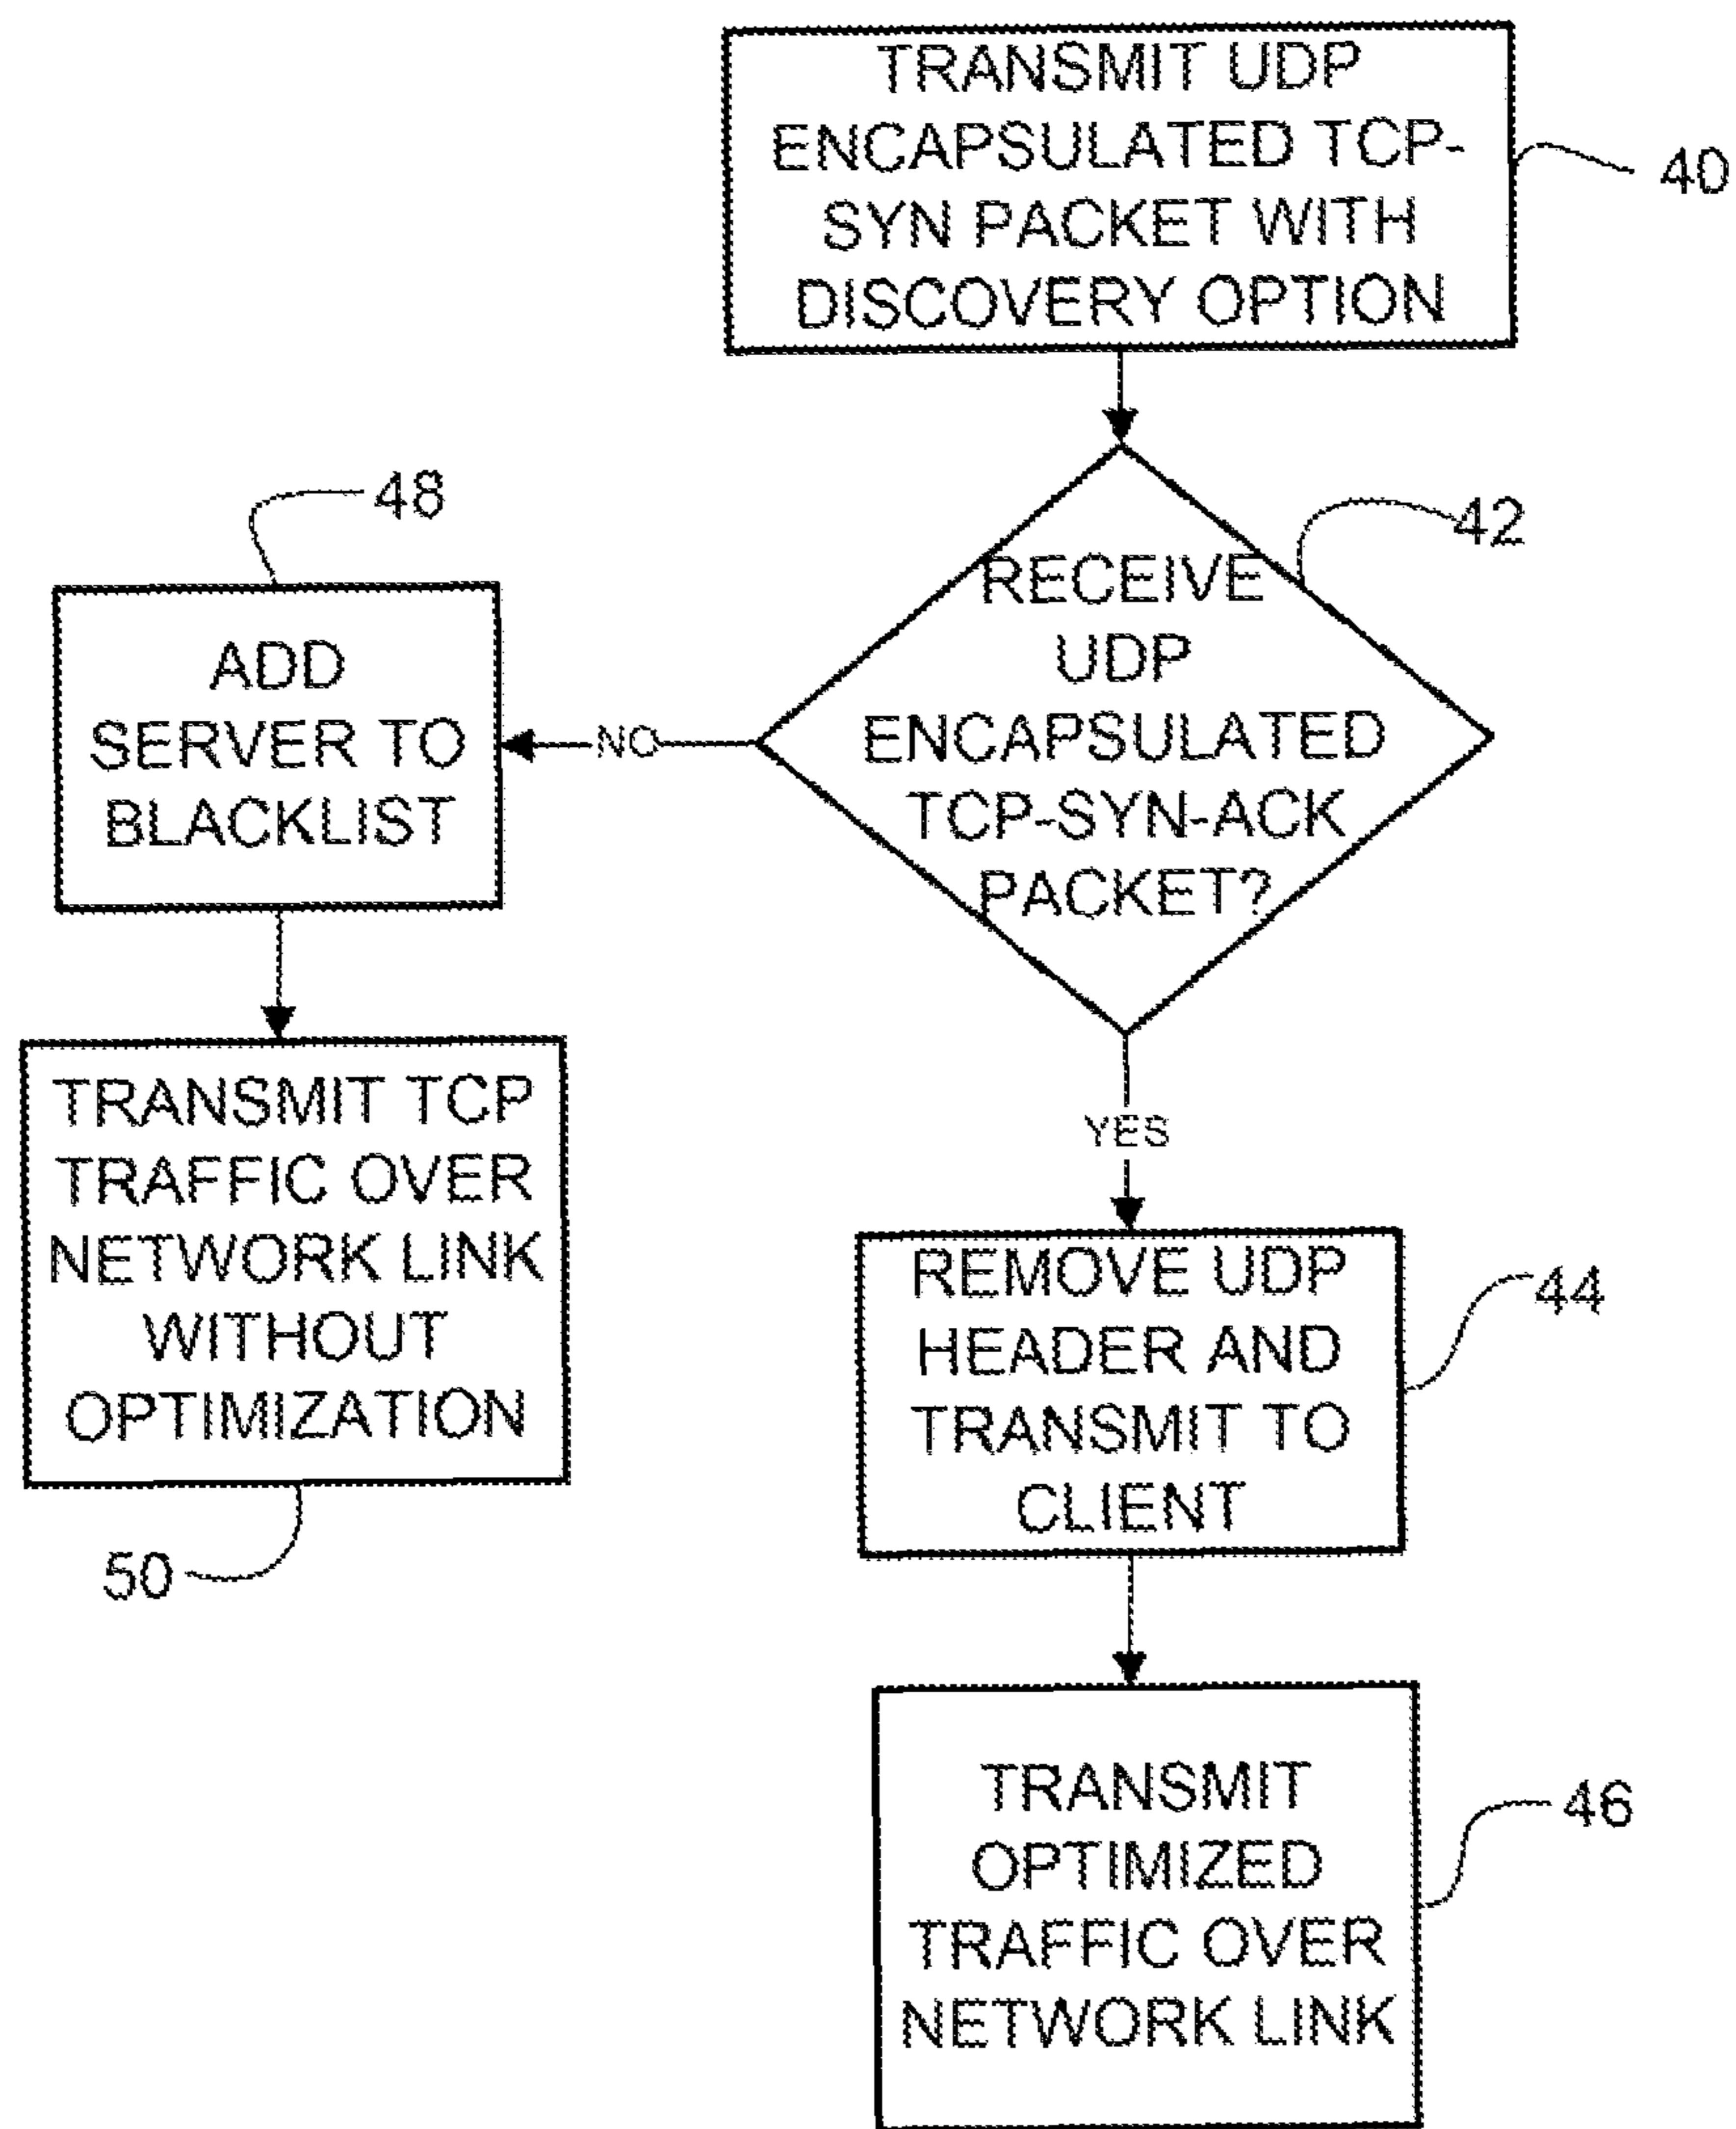 TRANSMIT UDP
ENCAPSULATED TCP-
SYN PACKET WITH
DISCOVERY OPTION
40
48
42
RECEIVE
UDP
ENCAPSULATED
TCP-SYN-ACK
PACKET?
ADD
SERVER TO
BLACKLIST
NO
TRANSMIT TCP
TRAFFIC OVER
NETWORK LINK
WITHOUT
OPTIMIZATION
50
YES
REMOVE UDP
HEADER AND
TRANSMIT TO
CLIENT
44
TRANSMIT
OPTIMIZED
TRAFFIC OVER
NETWORK LINK
46